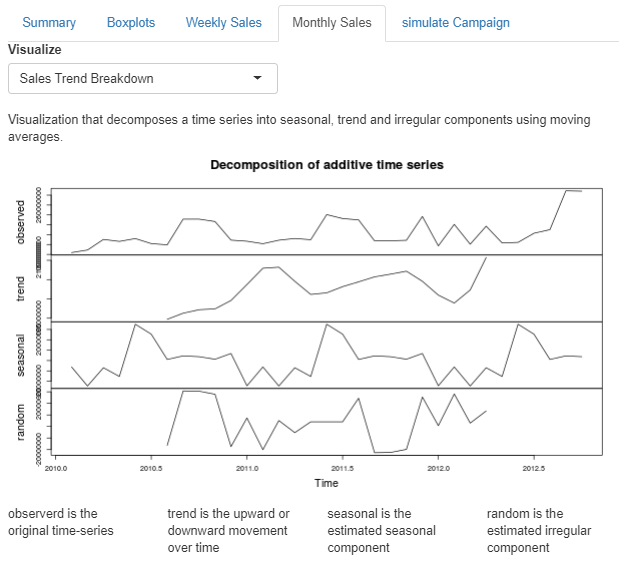 Summary Boxplots Weekly Sales Monthly Sales simulate Campaign
Visualize
Sales Trend Breakdown
Visualization that decomposes a time series into seasonal, trend and irregular components using moving
averages.
Decomposition of additive time series
observed
trend
seasonal
random
2010.0 2010.5 2011.0 2011.5 2012.0 2012.5
Time
observerd is the
original time-series
trend is the upward or
downward movement
over time
seasonal is the
estimated seasonal
component
random is the
estimated irregular
component